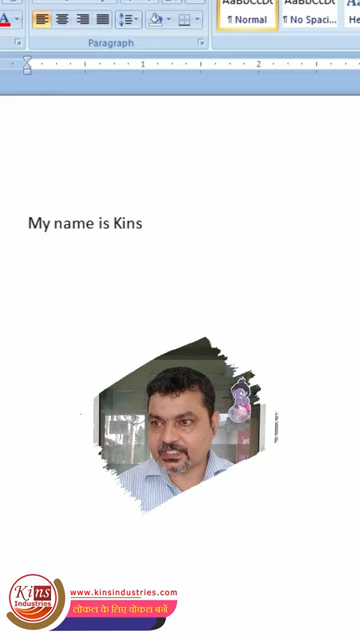 AaBbCcDc
¶ Normal
¶ No Spaci...
Paragraph
1
2
My name is Kins
Kins
Industries
www.kinsindustries.com
लोकल के लिए वोकल बनें